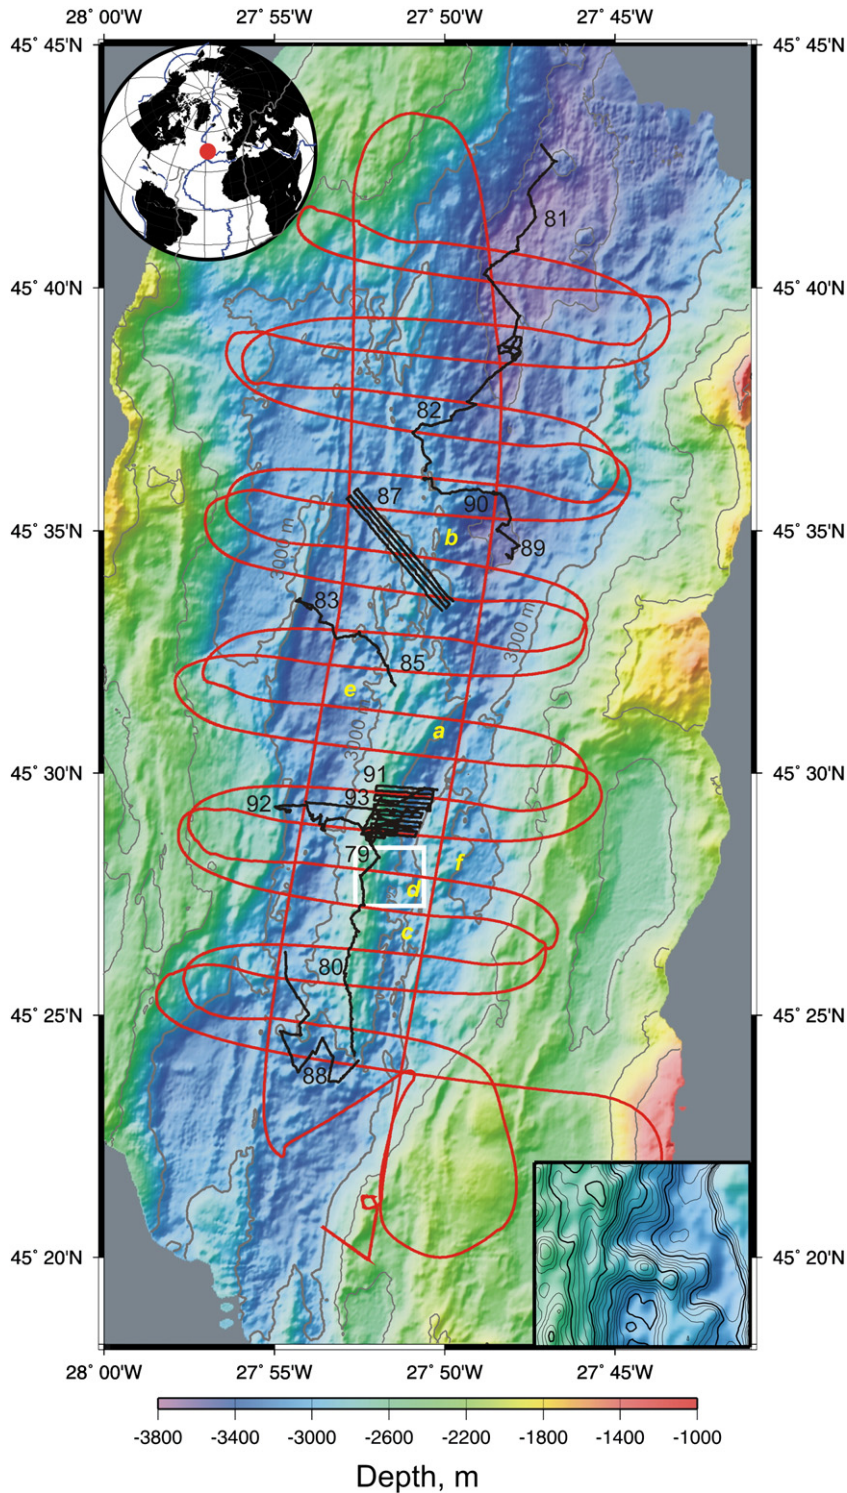 28° 00'W 27° 55'W 27° 50'W 27° 45'W
45° 45'N 45° 45'N
81
45° 40'N 45° 40'N
82
87
90
45° 35'N b 45° 35'N
89
3000 m
83
3000 m
85
e
a
3000 m
45° 30'N 91 45° 30'N
92 93
79
f
d
c
80
45° 25'N 45° 25'N
88
45° 20'N 45° 20'N
28° 00'W 27° 55'W 27° 50'W 27° 45'W
-3800 -3400 -3000 -2600 -2200 -1800 -1400 -1000
Depth, m